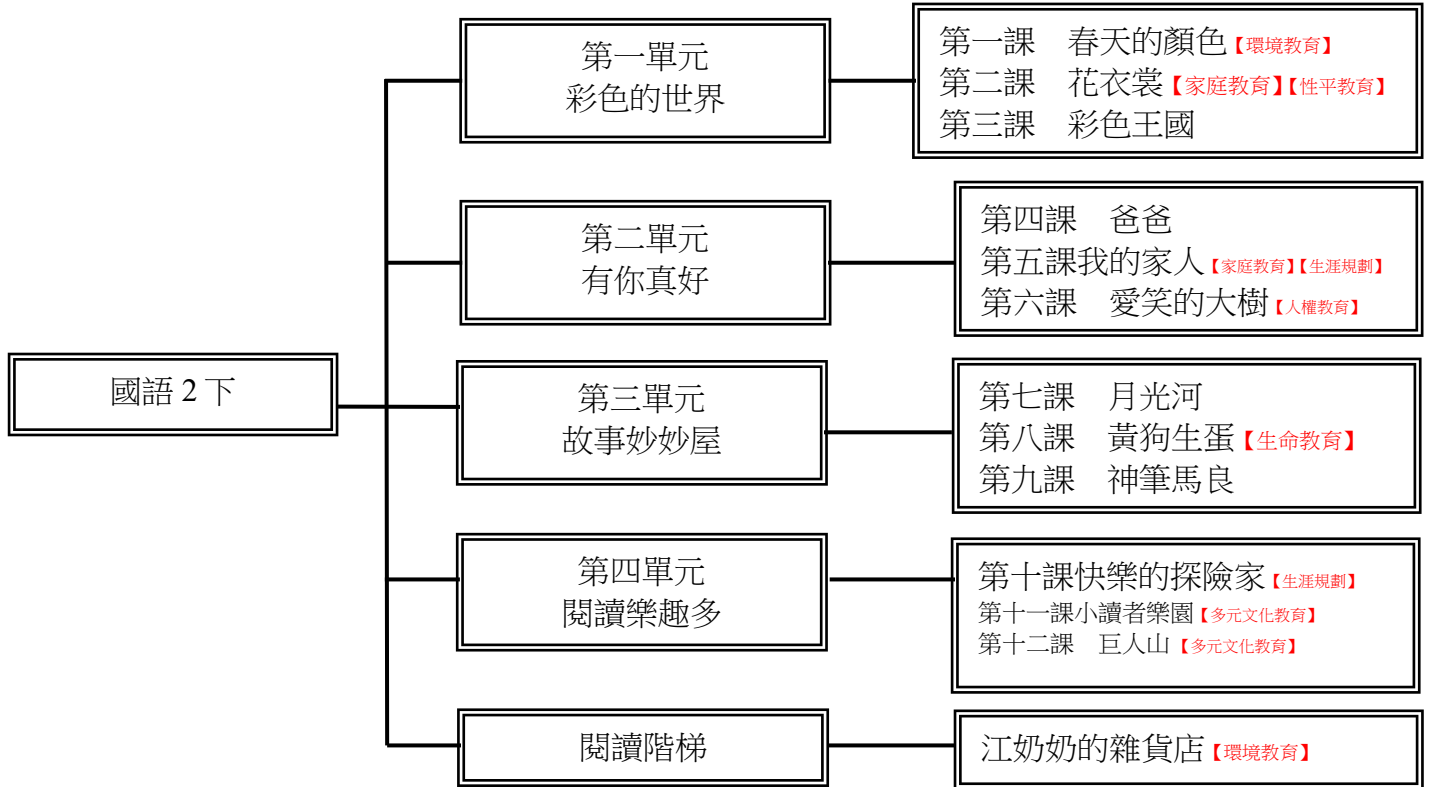 國語 2 下
第一單元
彩色的世界
第一課　春天的顏色【環境教育】
第二課　花衣裳【家庭教育】【性平教育】
第三課　彩色王國
第二單元
有你真好
第四課　爸爸
第五課我的家人【家庭教育】【生涯規劃】
第六課　愛笑的大樹【人權教育】
第三單元
故事妙妙屋
第七課　月光河
第八課　黃狗生蛋【生命教育】
第九課　神筆馬良
第四單元
閱讀樂趣多
第十課快樂的探險家【生涯規劃】
第十一課小讀者樂園【多元文化教育】
第十二課　巨人山【多元文化教育】
閱讀階梯
江奶奶的雜貨店【環境教育】